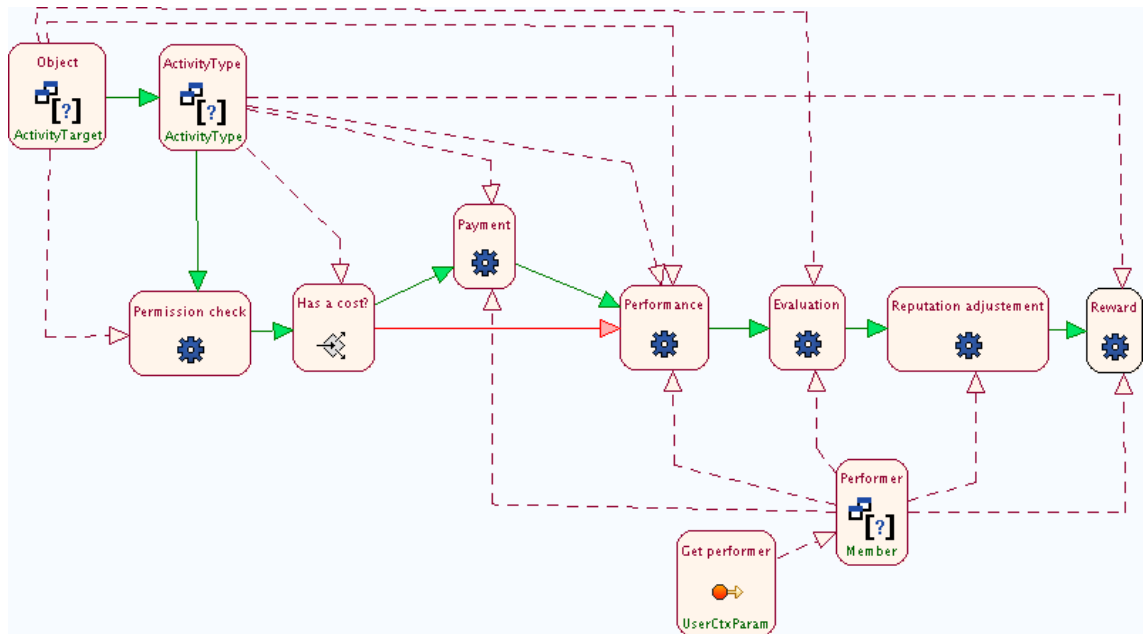 Object
[?]
ActivityTarget
ActivityType
[?]
ActivityType
Payment
Permission check
Has a cost?
Performance
Evaluation
Reputation adjustement
Reward
Performer
[?]
Member
Get performer
UserCtxParam